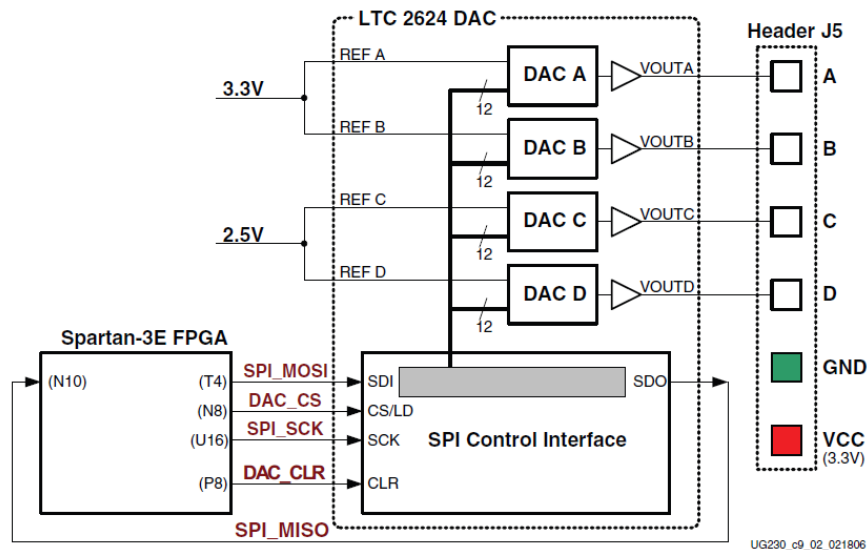 LTC 2624 DAC
Header J5
REF A
DAC A
VOUTA
A
3.3V
12
REF B
DAC B
VOUTB
B
12
REF C
DAC C
VOUTC
C
2.5V
12
REF D
DAC D
VOUTD
D
12
Spartan-3E FPGA
GND
(N10)
(T4)
SPI_MOSI
SDI
SDO
(N8)
DAC_CS
CS/LD
(U16)
SPI_SCK
SCK
SPI Control Interface
VCC
(3.3V)
(P8)
DAC_CLR
CLR
SPI_MISO
UG230_c9_02_021806